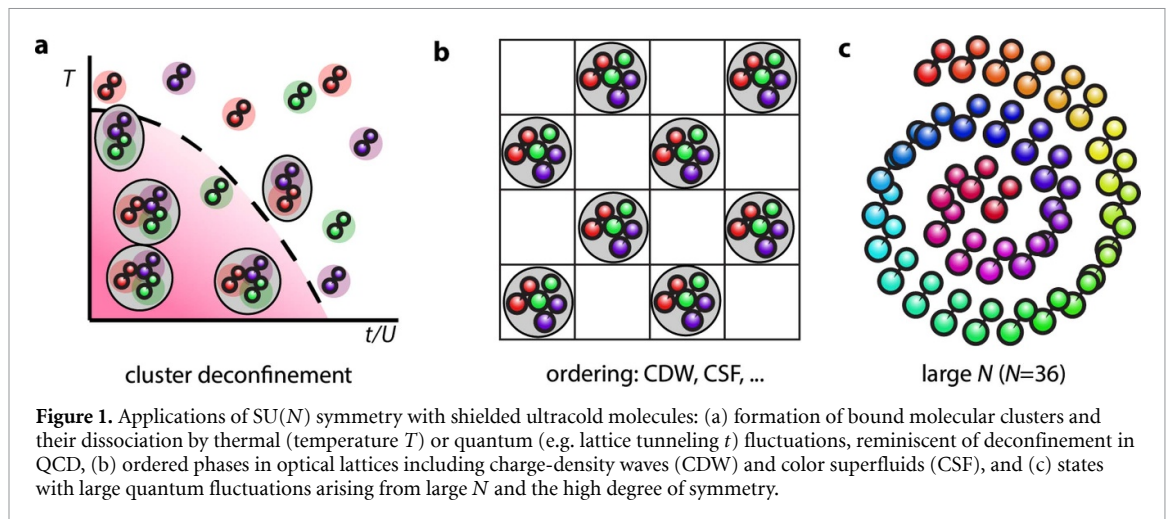 a
T
t/U
cluster deconfinement
b
ordering: CDW, CSF, ...
c
large N (N=36)
Figure 1. Applications of SU(N) symmetry with shielded ultracold molecules: (a) formation of bound molecular clusters and
their dissociation by thermal (temperature T) or quantum (e.g. lattice tunneling t) fluctuations, reminiscent of deconfinement in
QCD, (b) ordered phases in optical lattices including charge-density waves (CDW) and color superfluids (CSF), and (c) states
with large quantum fluctuations arising from large N and the high degree of symmetry.